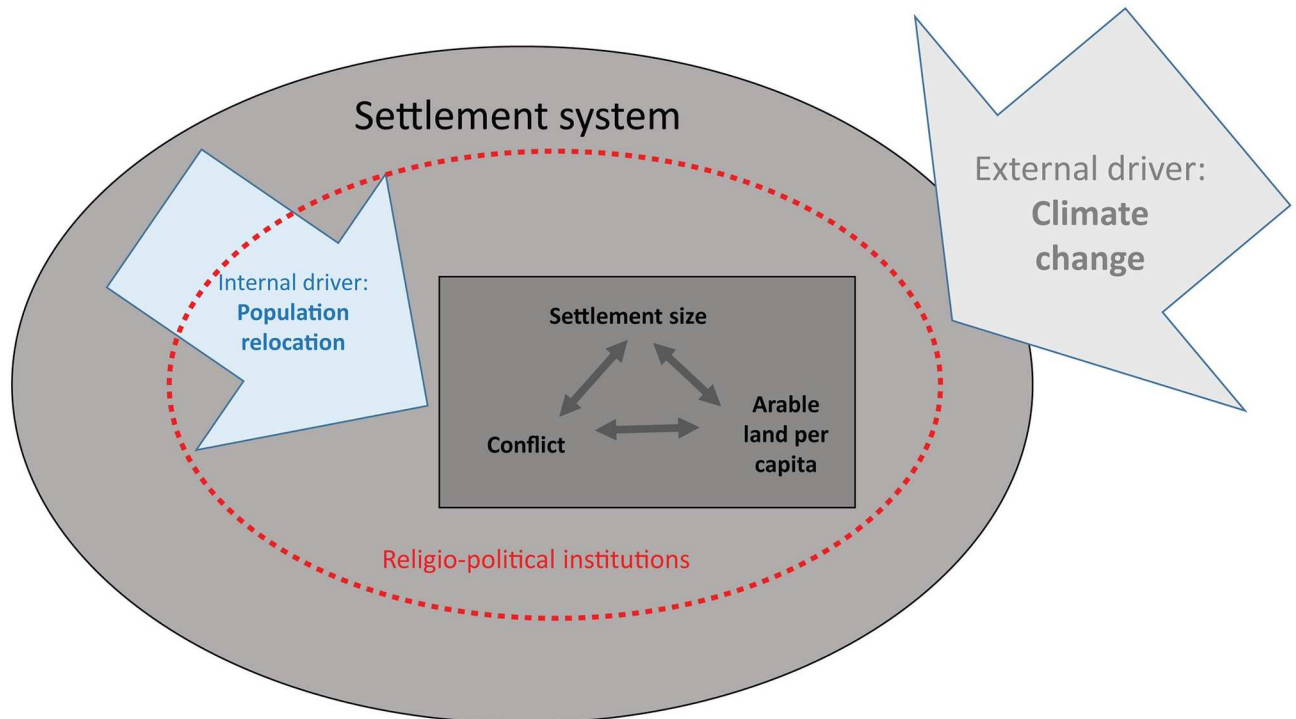 Settlement system
External driver:
Climate
change
Internal driver:
Population
relocation
Settlement size
Conflict
Arable
land per
capita
Religio-political institutions